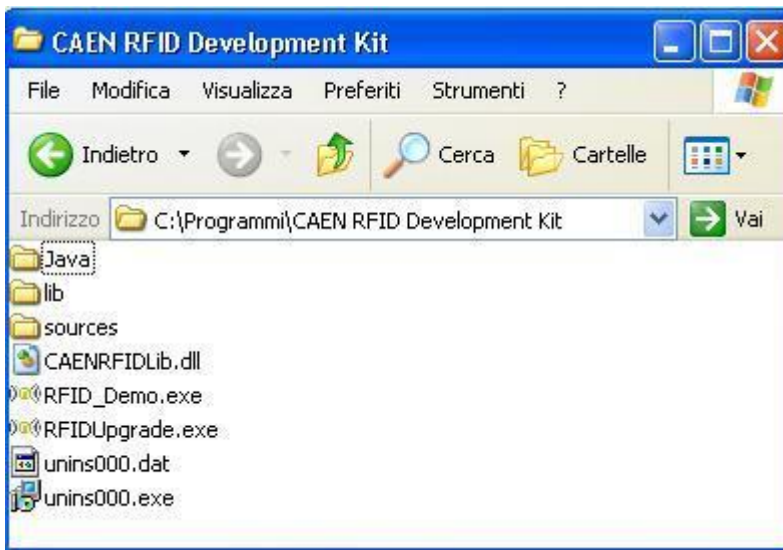 CAEN RFID Development Kit
File Modifica Visualizza Preferiti Strumenti ?
Indietro Cerca Cartelle
Indirizzo C:\Programmi\CAEN RFID Development Kit Vai
Java
lib
sources
CAENRFIDLib.dll
RFID_Demo.exe
RFIDUpgrade.exe
unins000.dat
unins000.exe